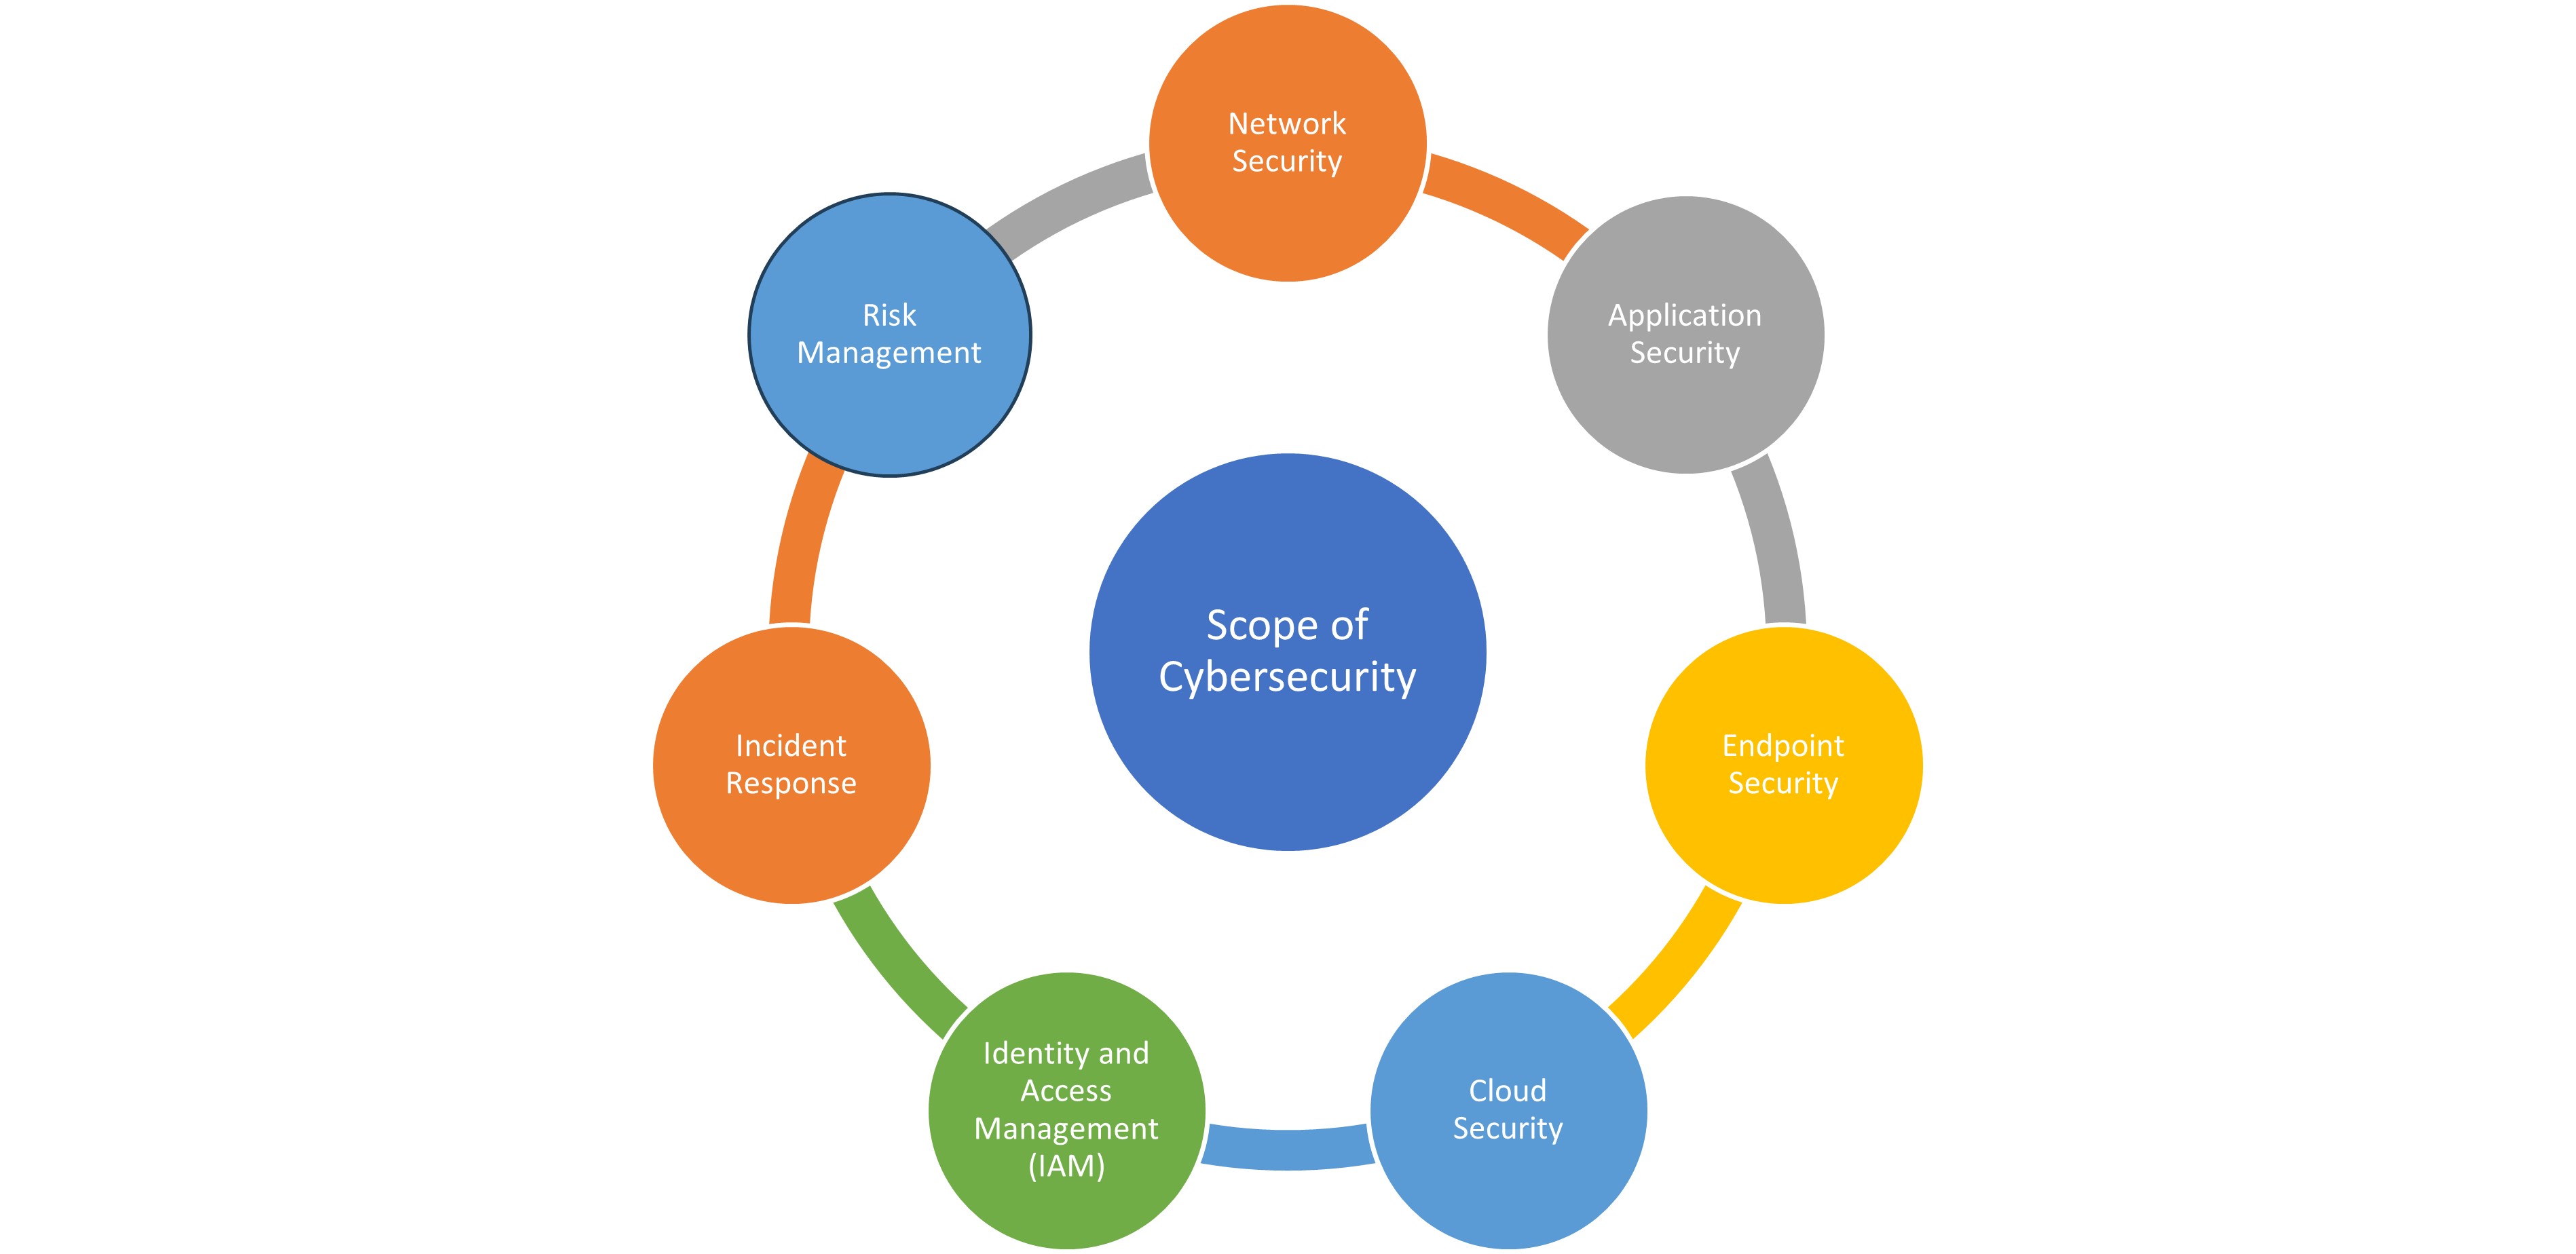 Network
Security
Application
Security
Endpoint
Security
Cloud
Security
Identity and
Access
Management
(IAM)
Incident
Response
Risk
Management
Scope of
Cybersecurity